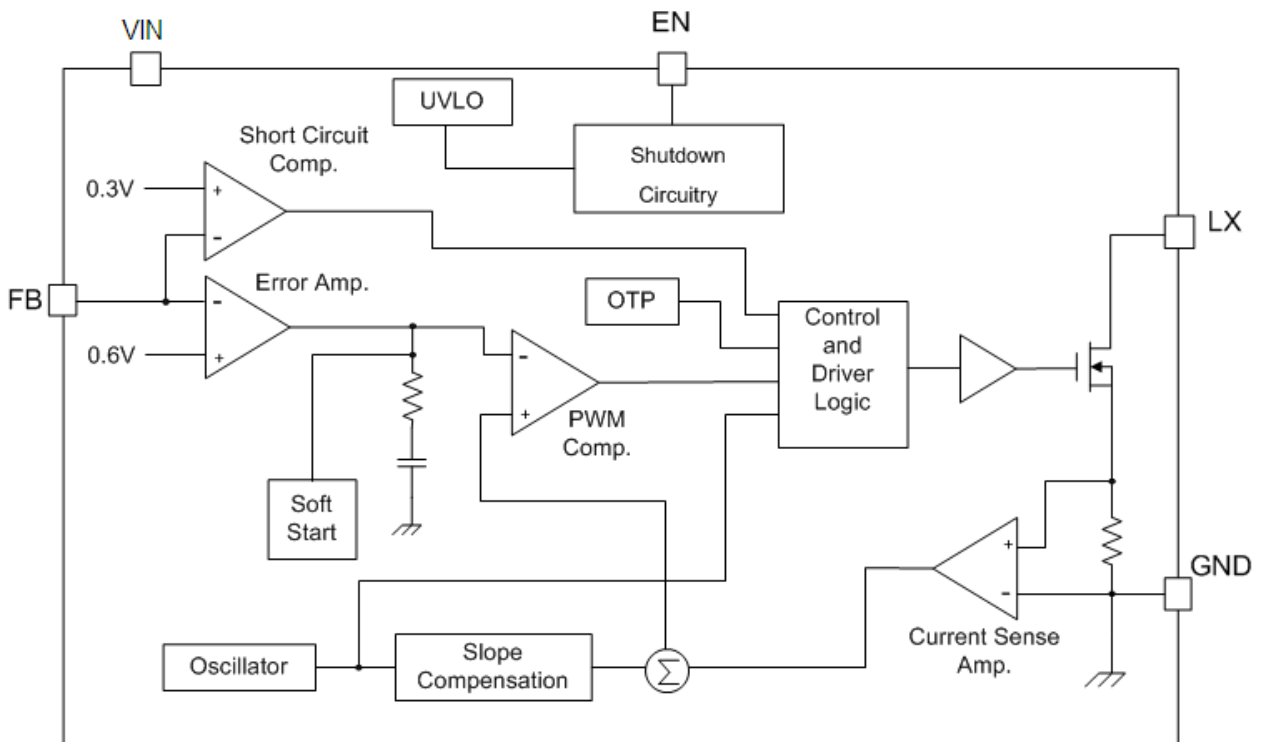 VIN
EN
UVLO
Short Circuit
Comp.
Shutdown
Circuitry
0.3V
+
-
LX
FB
-
Error Amp.
OTP
Control
and
Driver
Logic
0.6V
+
-
+
PWM
Comp.
Soft
Start
+
-
GND
Current Sense
Amp.
Oscillator
Slope
Compensation
Σ